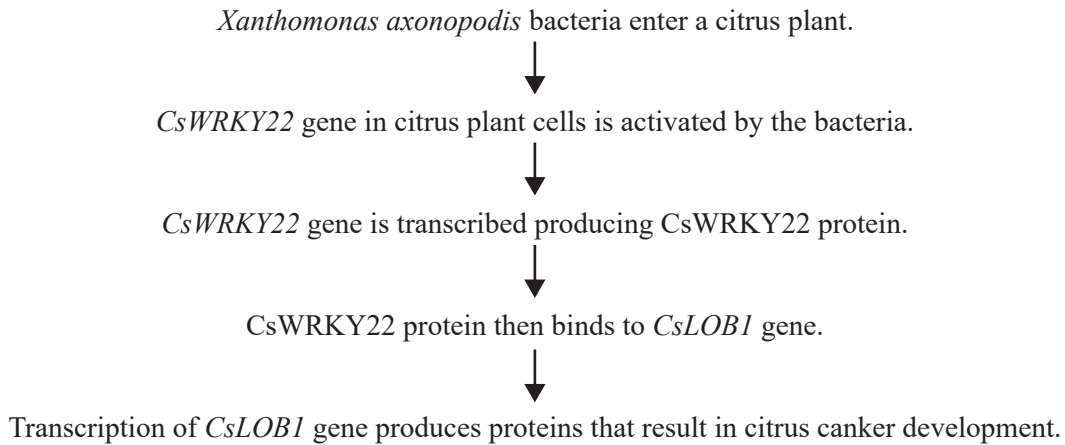 Xanthomonas axonopodis bacteria enter a citrus plant.
CsWRKY22 gene in citrus plant cells is activated by the bacteria.
CsWRKY22 gene is transcribed producing CsWRKY22 protein.
CsWRKY22 protein then binds to CsLOB1 gene.
Transcription of CsLOB1 gene produces proteins that result in citrus canker development.